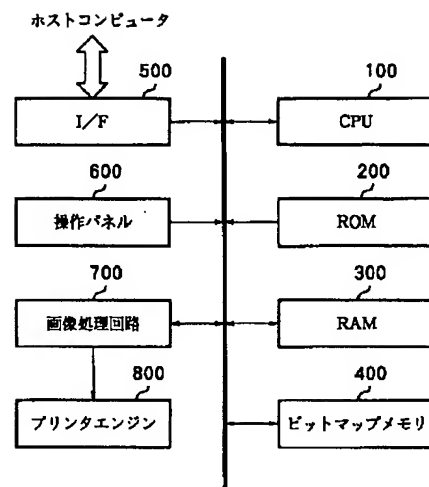 ホストコンピュータ
500
I/F
100
CPU
600
操作パネル
200
ROM
700
画像処理回路
300
RAM
800
プリンタエンジン
400
ビットマップメモリ